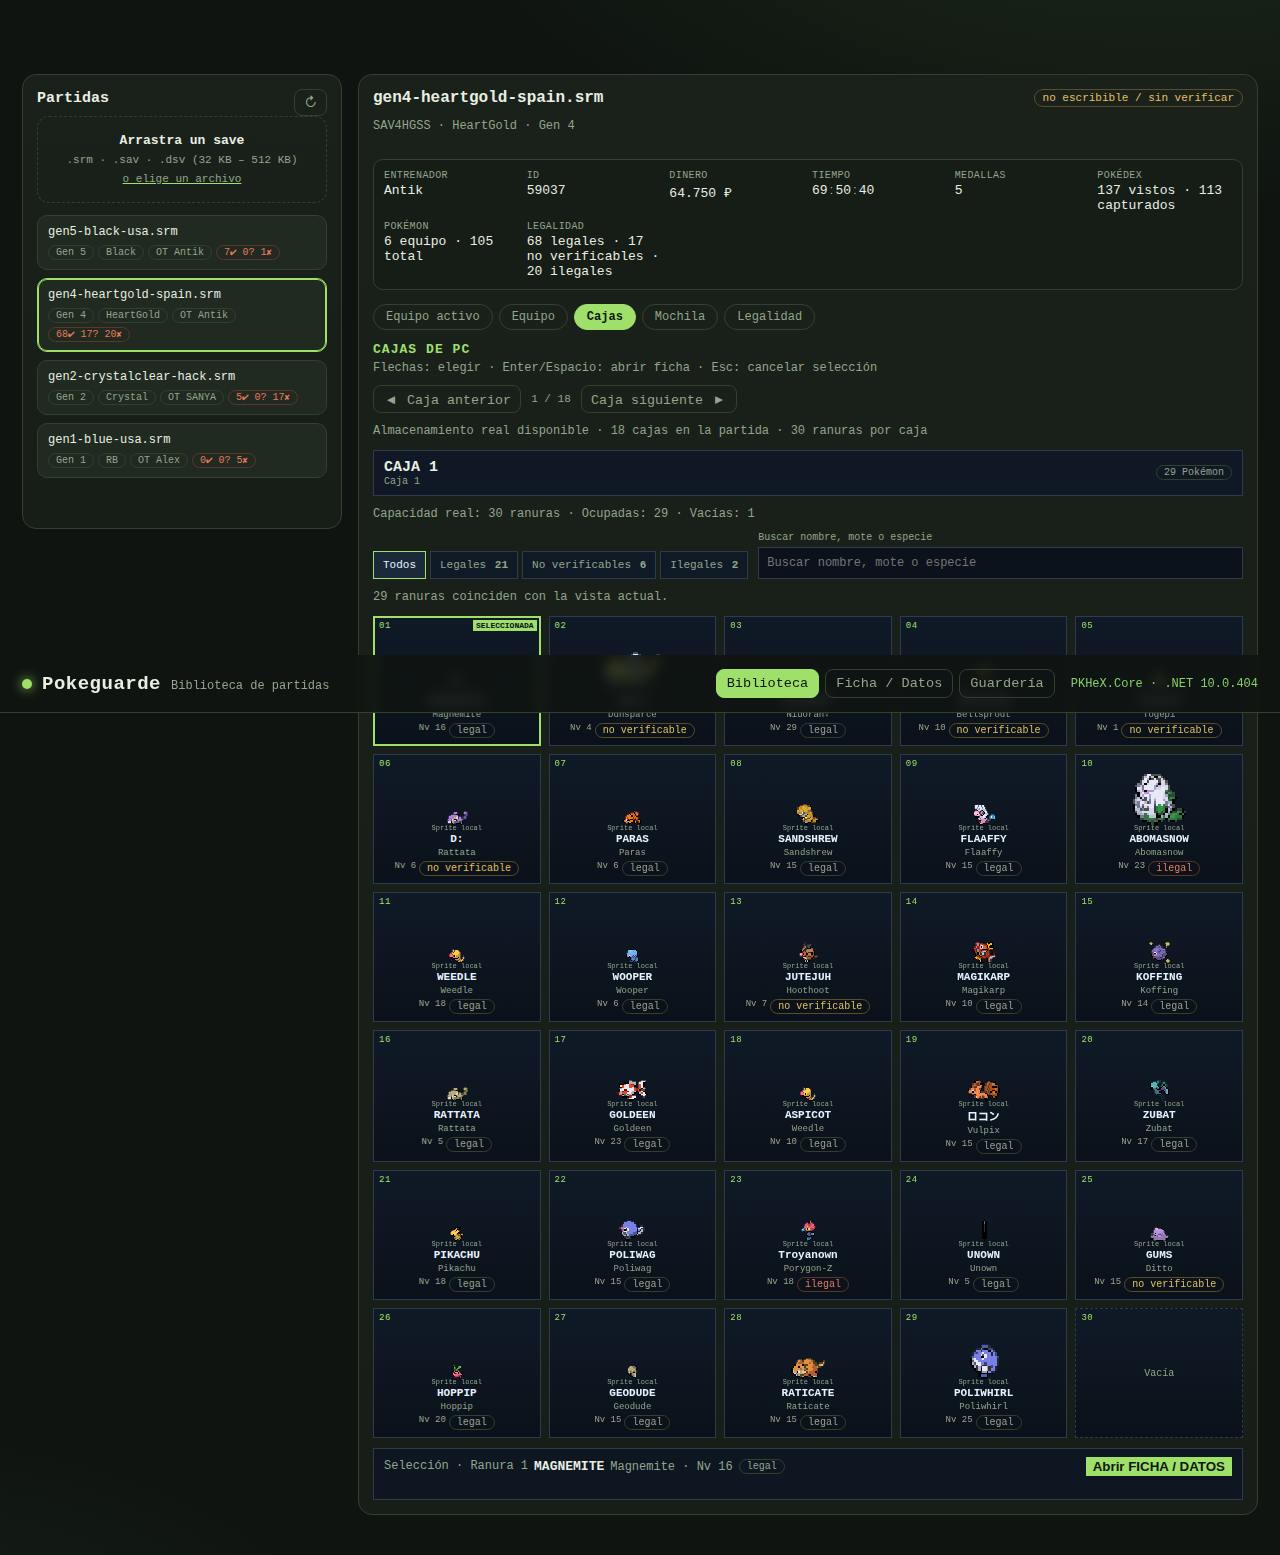 Partidas
↻
Arrastra un save
.srm · .sav · .dsv (32 KB – 512 KB)
o elige un archivo
gen5-black-usa.srm
Gen 5 Black OT Antik 7✔ 0? 1✘
gen4-heartgold-spain.srm
Gen 4 HeartGold OT Antik
68✔ 17? 20✘
gen2-crystalclear-hack.srm
Gen 2 Crystal OT SANYA 5✔ 0? 17✘
gen1-blue-usa.srm
Gen 1 RB OT Alex 0✔ 0? 5✘
gen4-heartgold-spain.srm
no escribible / sin verificar
SAV4HGSS · HeartGold · Gen 4
ENTRENADOR ID DINERO TIEMPO MEDALLAS POKÉDEX
Antik 59037 64.750 ₽ 69:50:40 5 137 vistos · 113
capturados
POKÉMON LEGALIDAD
6 equipo · 105 68 legales · 17
total no verificables ·
20 ilegales
Equipo activo Equipo Cajas Mochila Legalidad
CAJAS DE PC
Flechas: elegir · Enter/Espacio: abrir ficha · Esc: cancelar selección
◄ Caja anterior 1 / 18 Caja siguiente ►
Almacenamiento real disponible · 18 cajas en la partida · 30 ranuras por caja
CAJA 1
Caja 1
29 Pokémon
Capacidad real: 30 ranuras · Ocupadas: 29 · Vacías: 1
Buscar nombre, mote o especie
Todos Legales 21 No verificables 6 Ilegales 2 Buscar nombre, mote o especie
29 ranuras coinciden con la vista actual.
01 SELECCIONADA 02 03 04 05
Pokeguarde Biblioteca de partidas Biblioteca Ficha / Datos Guardería PKHeX.Core · .NET 10.0.404
Magnemite Dunsparce Nidoran♀ Bellsprout Togepi
Nv 16 legal Nv 4 no verificable Nv 29 legal Nv 10 no verificable Nv 1 no verificable
06 07 08 09 10
Sprite local Sprite local Sprite local Sprite local Sprite local
D: PARAS SANDSHREW FLAAFFY ABOMASNOW
Rattata Paras Sandshrew Flaaffy Abomasnow
Nv 6 no verificable Nv 6 legal Nv 15 legal Nv 15 legal Nv 23 ilegal
11 12 13 14 15
Sprite local Sprite local Sprite local Sprite local Sprite local
WEEDLE WOOPER JUTEJUH MAGIKARP KOFFING
Weedle Wooper Hoothoot Magikarp Koffing
Nv 18 legal Nv 6 legal Nv 7 no verificable Nv 10 legal Nv 14 legal
16 17 18 19 20
Sprite local Sprite local Sprite local Sprite local Sprite local
RATTATA GOLDEEN ASPICOT ロコン ZUBAT
Rattata Goldeen Weedle Vulpix Zubat
Nv 5 legal Nv 23 legal Nv 10 legal Nv 15 legal Nv 17 legal
21 22 23 24 25
Sprite local Sprite local Sprite local Sprite local Sprite local
PIKACHU POLIWAG Troyanown UNOWN GUMS
Pikachu Poliwag Porygon-Z Unown Ditto
Nv 18 legal Nv 15 legal Nv 18 ilegal Nv 5 legal Nv 15 no verificable
26 27 28 29 30
Sprite local Sprite local Sprite local Sprite local
HOPPIP GEODUDE RATICATE POLIWHIRL Vacía
Hoppip Geodude Raticate Poliwhirl
Nv 20 legal Nv 15 legal Nv 15 legal Nv 25 legal
Selección · Ranura 1 MAGNEMITE Magnemite · Nv 16 legal Abrir FICHA / DATOS